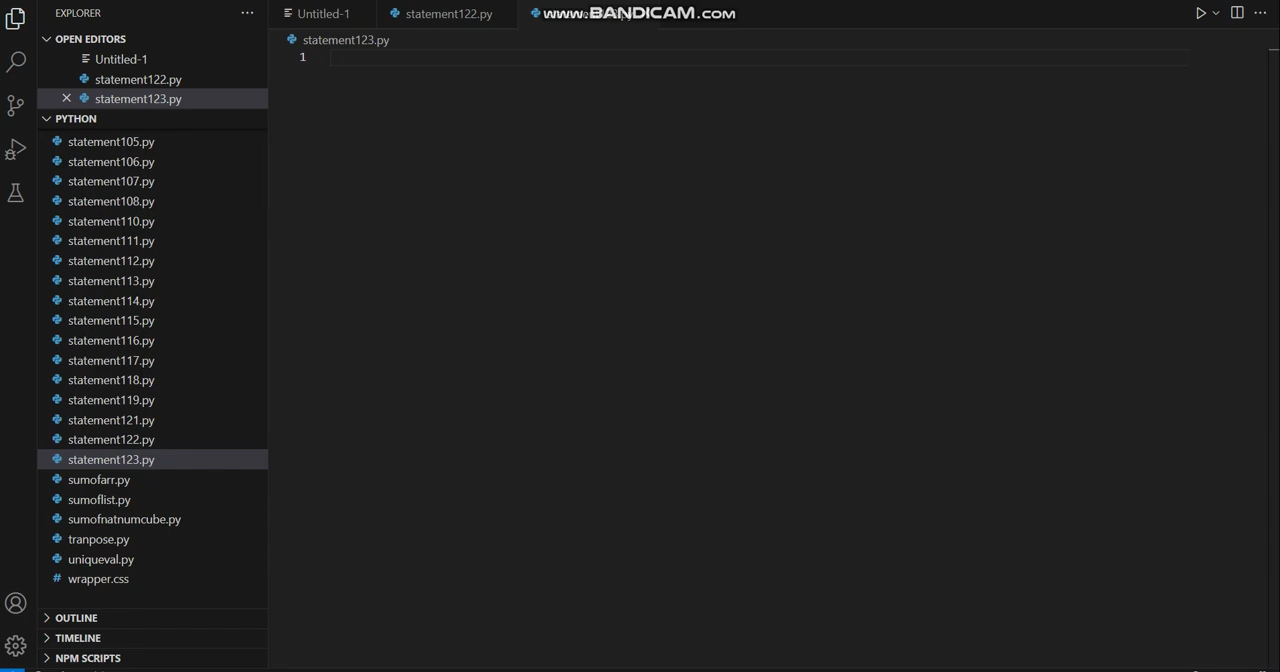 EXPLORER
Untitled-1
statement122.py
www.BANDICAM.com
OPEN EDITORS
Untitled-1
statement122.py
statement123.py
PYTHON
statement105.py
statement106.py
statement107.py
statement108.py
statement110.py
statement111.py
statement112.py
statement113.py
statement114.py
statement115.py
statement116.py
statement117.py
statement118.py
statement119.py
statement121.py
statement122.py
statement123.py
sumofarr.py
sumoflist.py
sumofnatnumcube.py
tranpose.py
uniqueval.py
# wrapper.css
OUTLINE
TIMELINE
NPM SCRIPTS
statement123.py
1